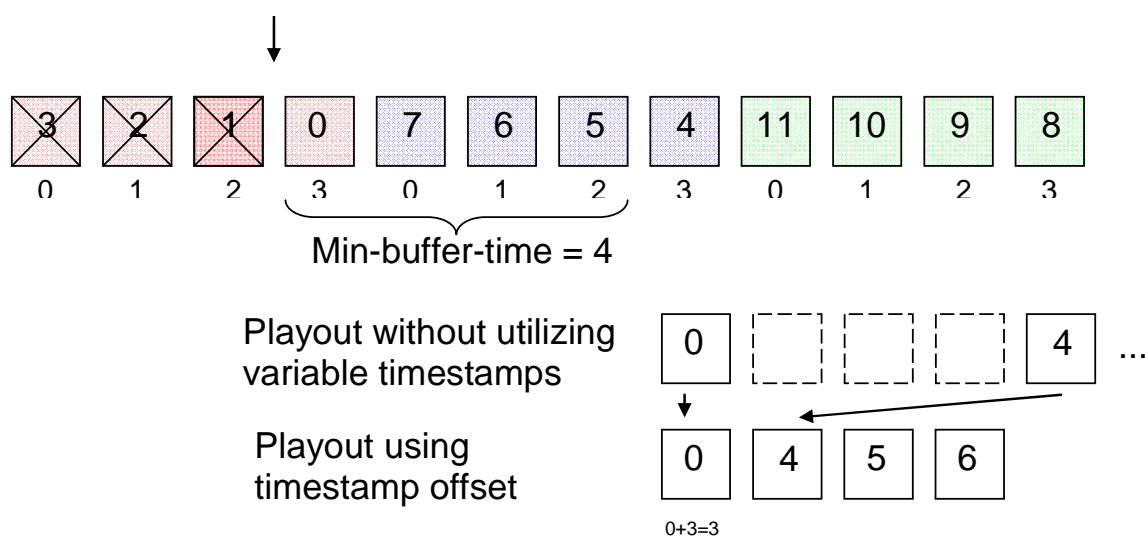 3 2 1 0 7 6 5 4 11 10 9 8
0 1 2 3 0 1 2 3 0 1 2 3
Min-buffer-time = 4
Playout without utilizing
variable timestamps
0 4 ...
Playout using
timestamp offset
0 4 5 6
0+3=3